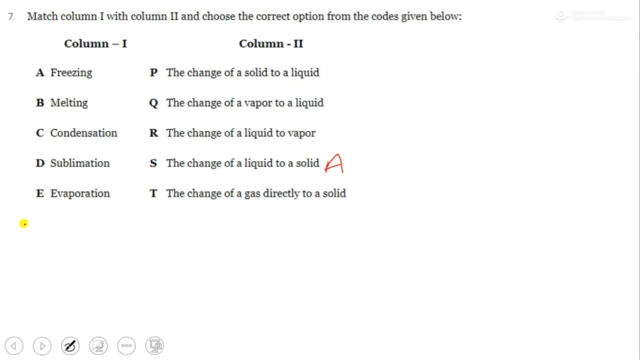 7. Match column I with column II and choose the correct option from the codes given below:
Column – I Column - II
A Freezing P The change of a solid to a liquid
B Melting Q The change of a vapor to a liquid
C Condensation R The change of a liquid to vapor
D Sublimation S The change of a liquid to a solid A
E Evaporation T The change of a gas directly to a solid